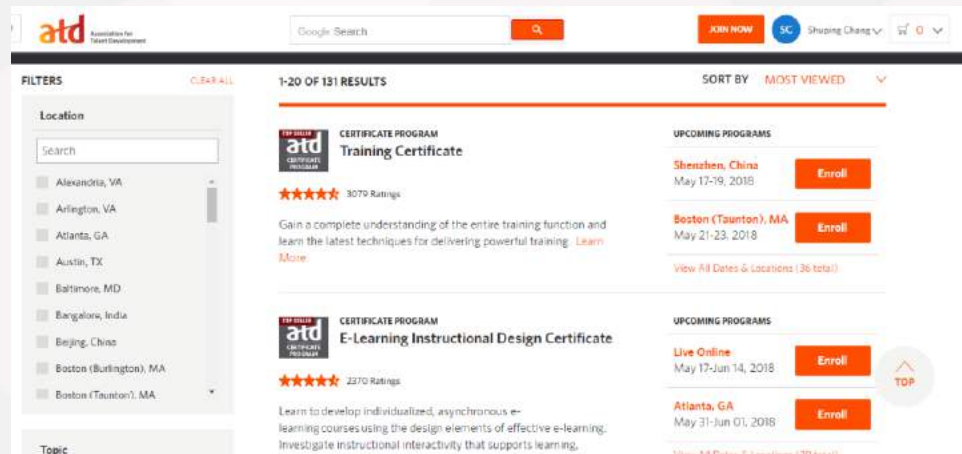 atd Association for
Talent Development
Google Search
JOIN NOW
SC
Shuping Chang
0
FILTERS
CLEAR ALL
Location
Search
Alexandria, VA
Arlington, VA
Atlanta, GA
Austin, TX
Baltimore, MD
Bangalore, India
Beijing, China
Boston (Burlington), MA
Boston (Taunton), MA
Topic
1-20 OF 131 RESULTS
SORT BY MOST VIEWED
TOP SELLER
atd
CERTIFICATE
PROGRAM
CERTIFICATE PROGRAM
Training Certificate
3079 Ratings
Gain a complete understanding of the entire training function and
learn the latest techniques for delivering powerful training. Learn
More
UPCOMING PROGRAMS
Shenzhen, China
May 17-19, 2018
Enroll
Boston (Taunton), MA
May 21-23, 2018
Enroll
View All Dates & Locations (36 total)
TOP SELLER
atd
CERTIFICATE
PROGRAM
CERTIFICATE PROGRAM
E-Learning Instructional Design Certificate
2370 Ratings
Learn to develop individualized, asynchronous e-
learning courses using the design elements of effective e-learning.
Investigate instructional interactivity that supports learning,
UPCOMING PROGRAMS
Live Online
May 17-Jun 14, 2018
Enroll
Atlanta, GA
May 31-Jun 01, 2018
Enroll
View All Dates & Locations
TOP